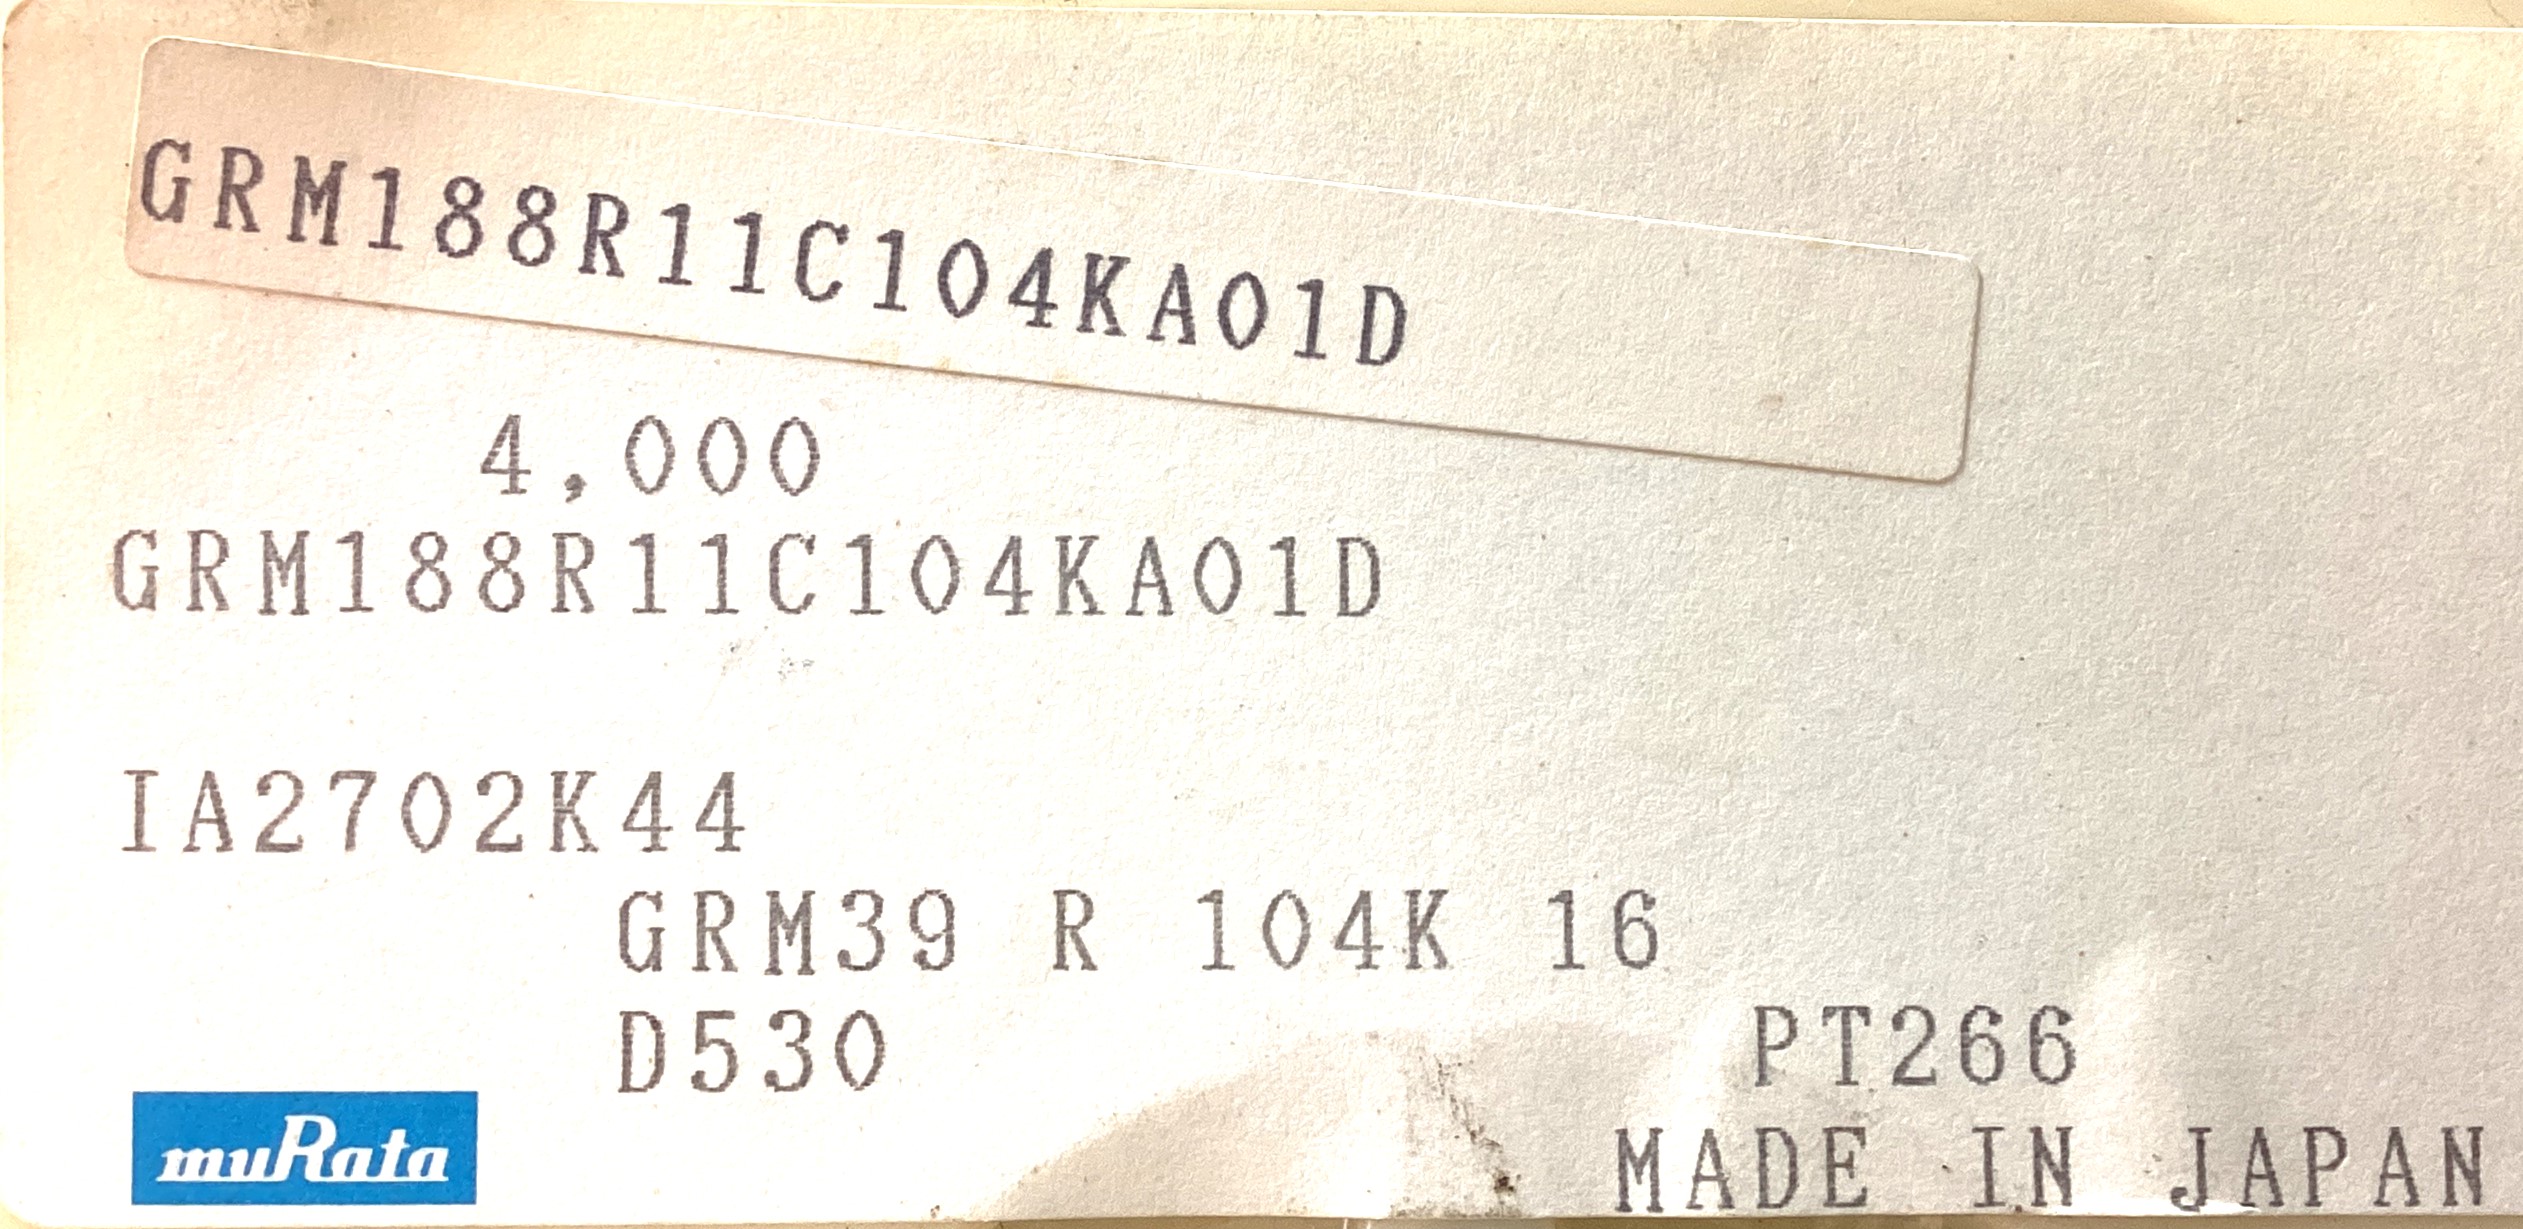 GRM188R11C104KA01D
4,000
GRM188R11C104KA01D
IA2702K44
GRM39 R 104K 16
D530 PT266
muRata MADE IN JAPAN